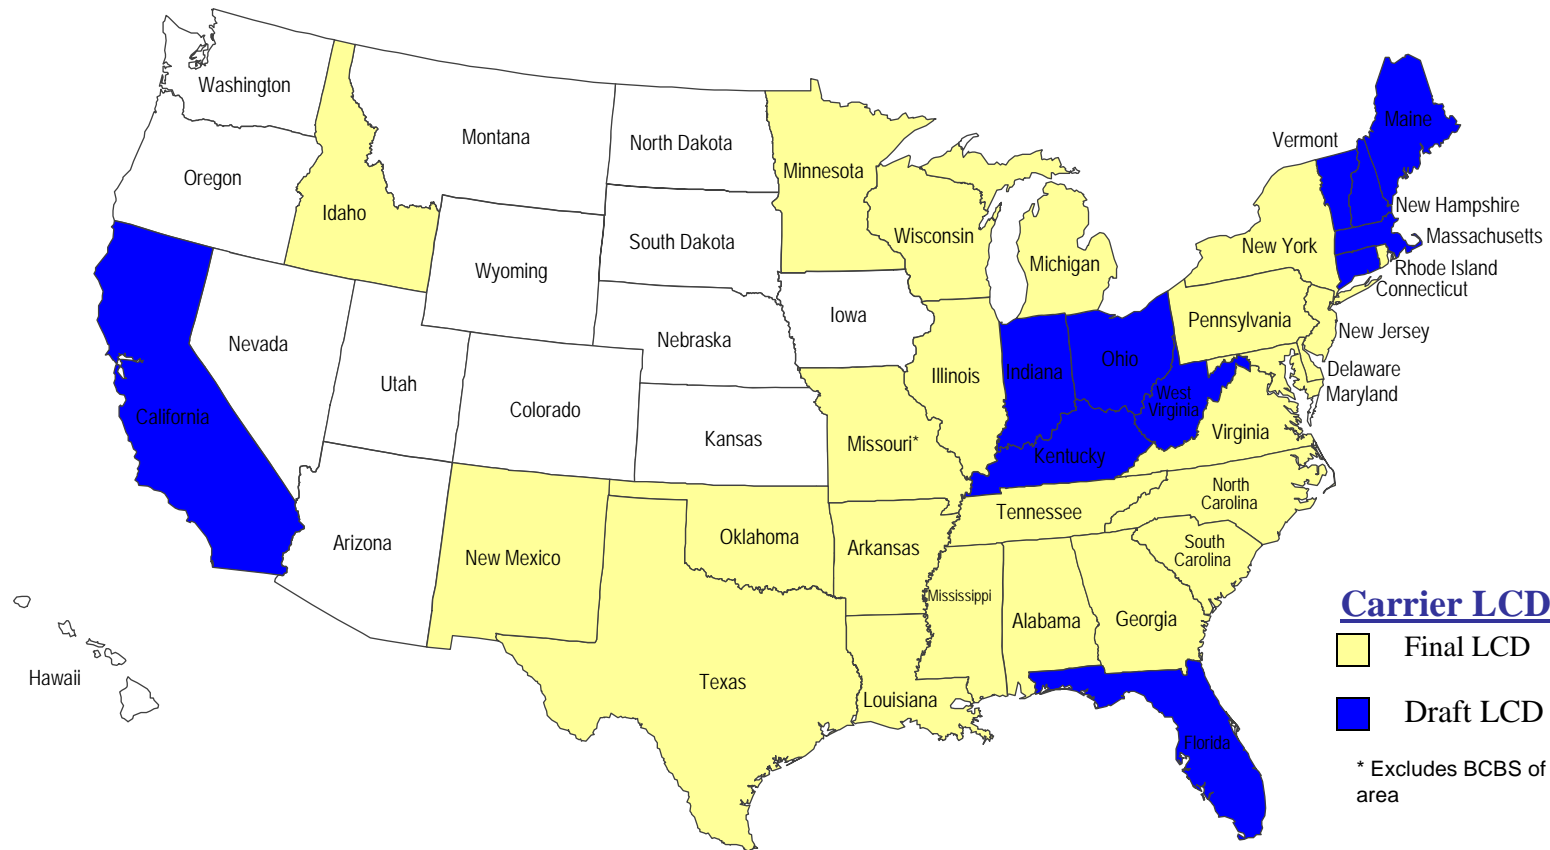 Washington
Montana
North Dakota
Minnesota
Vermont
Maine
Oregon
Idaho
South Dakota
Wisconsin
Michigan
New York
New Hampshire
Massachusetts
Rhode Island
Connecticut
Wyoming
Nevada
Utah
Colorado
Nebraska
Iowa
Kansas
Illinois
Indiana
Ohio
Pennsylvania
New Jersey
Delaware
Maryland
West
Virginia
Virginia
California
Missouri*
Kentucky
North
Carolina
Tennessee
South
Carolina
Arizona
New Mexico
Oklahoma
Arkansas
Mississippi
Alabama
Georgia
Hawaii
Texas
Louisiana
Florida
Carrier LCD
Final LCD
Draft LCD
* Excludes BCBS of
area